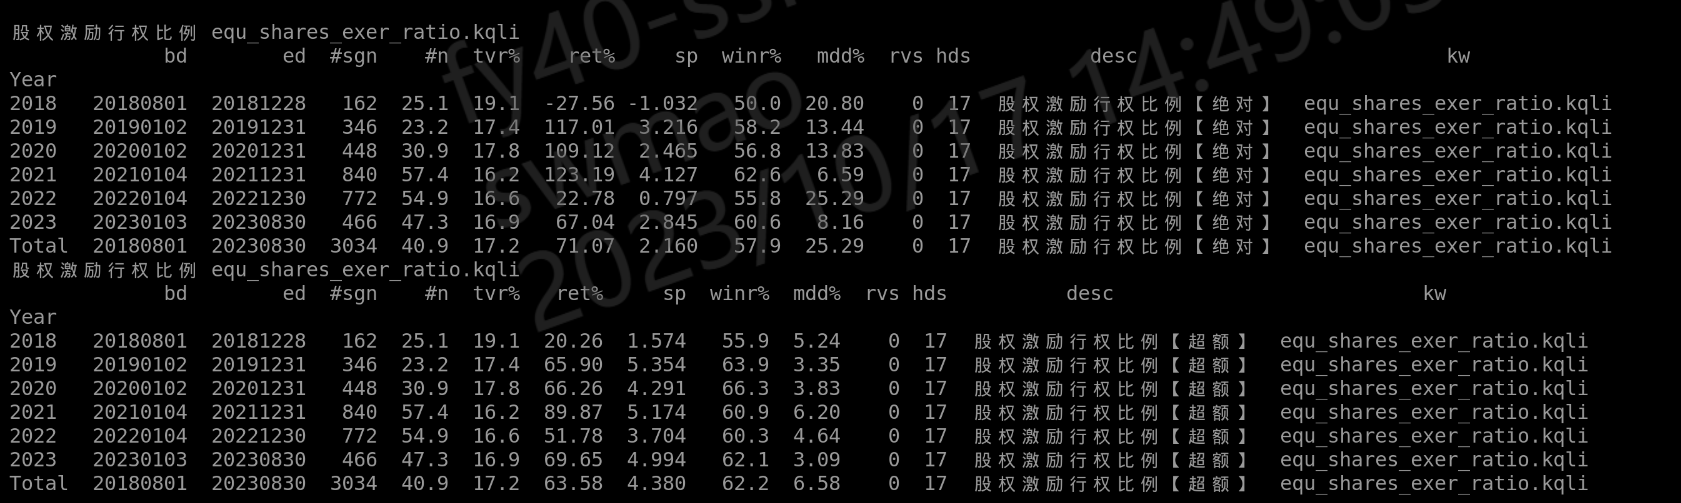 股权激励行权比例 equ_shares_exer_ratio.kqli
bd ed #sgn #n tvr% ret% sp winr% mdd% rvs hds desc kw
Year
2018 20180801 20181228 162 25.1 19.1 -27.56 -1.032 50.0 20.80 0 17 股权激励行权比例【绝对】 equ_shares_exer_ratio.kqli
2019 20190102 20191231 346 23.2 17.4 117.01 3.216 58.2 13.44 0 17 股权激励行权比例【绝对】 equ_shares_exer_ratio.kqli
2020 20200102 20201231 448 30.9 17.8 109.12 2.465 56.8 13.83 0 17 股权激励行权比例【绝对】 equ_shares_exer_ratio.kqli
2021 20210104 20211231 840 57.4 16.2 123.19 4.127 62.6 6.59 0 17 股权激励行权比例【绝对】 equ_shares_exer_ratio.kqli
2022 20220104 20221230 772 54.9 16.6 22.78 0.797 55.8 25.29 0 17 股权激励行权比例【绝对】 equ_shares_exer_ratio.kqli
2023 20230103 20230830 466 47.3 16.9 67.04 2.845 60.6 8.16 0 17 股权激励行权比例【绝对】 equ_shares_exer_ratio.kqli
Total 20180801 20230830 3034 40.9 17.2 71.07 2.160 57.9 25.29 0 17 股权激励行权比例【绝对】 equ_shares_exer_ratio.kqli
股权激励行权比例 equ_shares_exer_ratio.kqli
bd ed #sgn #n tvr% ret% sp winr% mdd% rvs hds desc kw
Year
2018 20180801 20181228 162 25.1 19.1 20.26 1.574 55.9 5.24 0 17 股权激励行权比例【超额】 equ_shares_exer_ratio.kqli
2019 20190102 20191231 346 23.2 17.4 65.90 5.354 63.9 3.35 0 17 股权激励行权比例【超额】 equ_shares_exer_ratio.kqli
2020 20200102 20201231 448 30.9 17.8 66.26 4.291 66.3 3.83 0 17 股权激励行权比例【超额】 equ_shares_exer_ratio.kqli
2021 20210104 20211231 840 57.4 16.2 89.87 5.174 60.9 6.20 0 17 股权激励行权比例【超额】 equ_shares_exer_ratio.kqli
2022 20220104 20221230 772 54.9 16.6 51.78 3.704 60.3 4.64 0 17 股权激励行权比例【超额】 equ_shares_exer_ratio.kqli
2023 20230103 20230830 466 47.3 16.9 69.65 4.994 62.1 3.09 0 17 股权激励行权比例【超额】 equ_shares_exer_ratio.kqli
Total 20180801 20230830 3034 40.9 17.2 63.58 4.380 62.2 6.58 0 17 股权激励行权比例【超额】 equ_shares_exer_ratio.kqli
swmao
2023/10/17